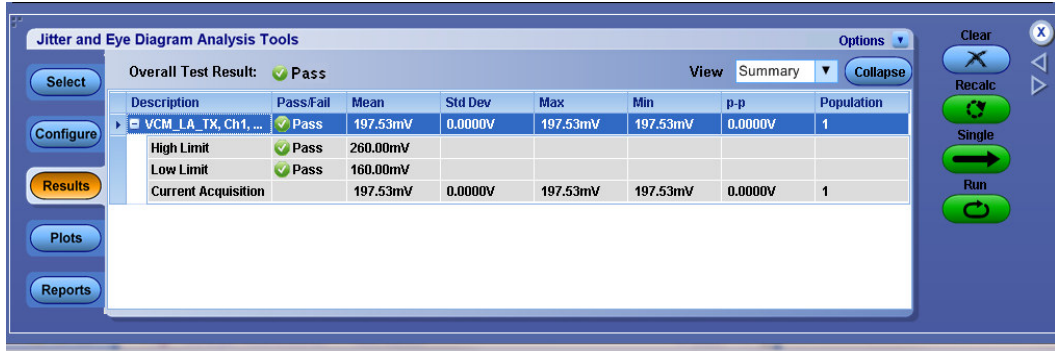 Jitter and Eye Diagram Analysis Tools Options
Clear X
Select Overall Test Result: Pass View Summary Collapse
Recalc
Description Pass/Fail Mean Std Dev Max Min p-p Population
VCM_LA_TX, Ch1, ... Pass 197.53mV 0.0000V 197.53mV 197.53mV 0.0000V 1
Configure High Limit Pass 260.00mV
Single
Low Limit Pass 160.00mV
Results Current Acquisition 197.53mV 0.0000V 197.53mV 197.53mV 0.0000V 1
Run
Plots
Reports